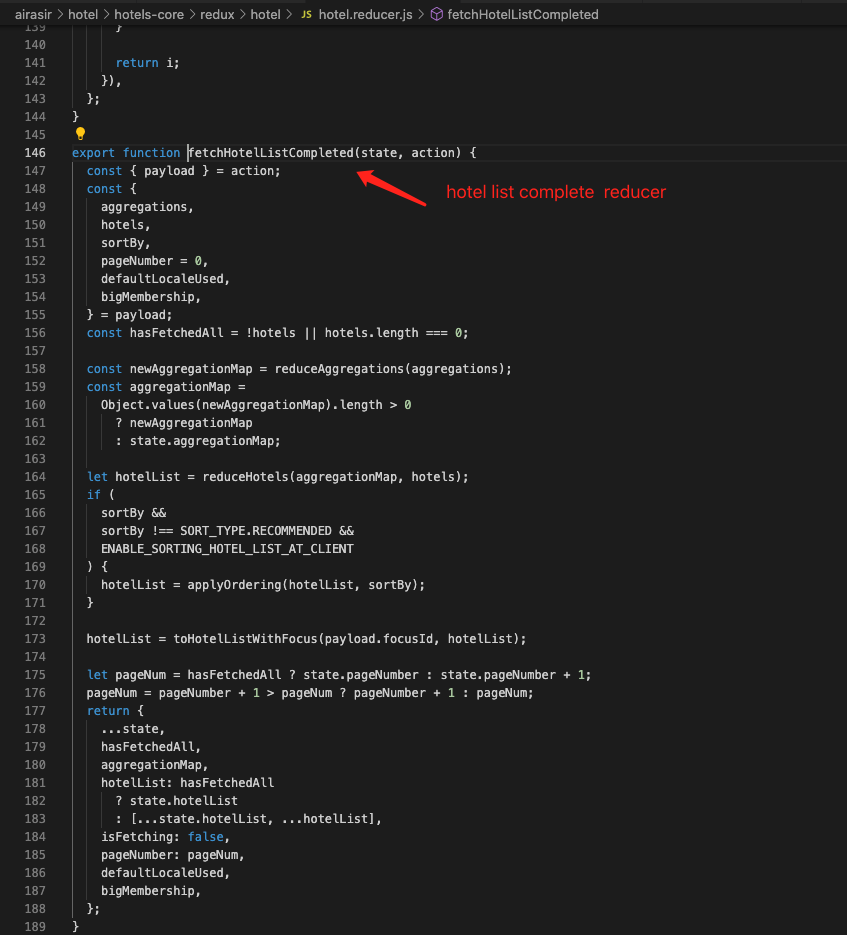 airasir > hotel > hotels-core > redux > hotel > JS hotel.reducer.js > fetchHotelListCompleted
139 }
140
141 return i;
142 }),
143 };
144 }
145
146 export function fetchHotelListCompleted(state, action) {
147 const { payload } = action;
148 const {
hotel list complete reducer
149 aggregations,
150 hotels,
151 sortBy,
152 pageNumber = 0,
153 defaultLocaleUsed,
154 bigMembership,
155 } = payload;
156 const hasFetchedAll = !hotels || hotels.length === 0;
157
158 const newAggregationMap = reduceAggregations(aggregations);
159 const aggregationMap =
160 Object.values(newAggregationMap).length > 0
161 ? newAggregationMap
162 : state.aggregationMap;
163
164 let hotelList = reduceHotels(aggregationMap, hotels);
165 if (
166 sortBy &&
167 sortBy !== SORT_TYPE.RECOMMENDED &&
168 ENABLE_SORTING_HOTEL_LIST_AT_CLIENT
169 ) {
170 hotelList = applyOrdering(hotelList, sortBy);
171 }
172
173 hotelList = toHotelListWithFocus(payload.focusId, hotelList);
174
175 let pageNum = hasFetchedAll ? state.pageNumber : state.pageNumber + 1;
176 pageNum = pageNumber + 1 > pageNum ? pageNumber + 1 : pageNum;
177 return {
178 ...state,
179 hasFetchedAll,
180 aggregationMap,
181 hotelList: hasFetchedAll
182 ? state.hotelList
183 : [...state.hotelList, ...hotelList],
184 isFetching: false,
185 pageNumber: pageNum,
186 defaultLocaleUsed,
187 bigMembership,
188 };
189 }